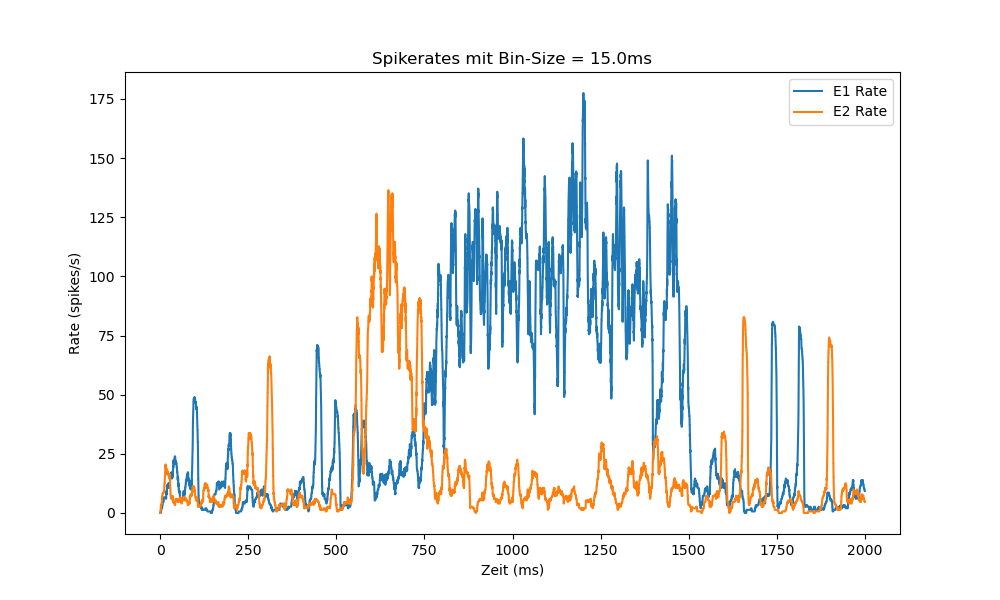 Spikerates mit Bin-Size = 15.0ms
E1 Rate
E2 Rate
175
150
125
100
75
50
25
0
Rate (spikes/s)
0 250 500 750 1000 1250 1500 1750 2000
Zeit (ms)